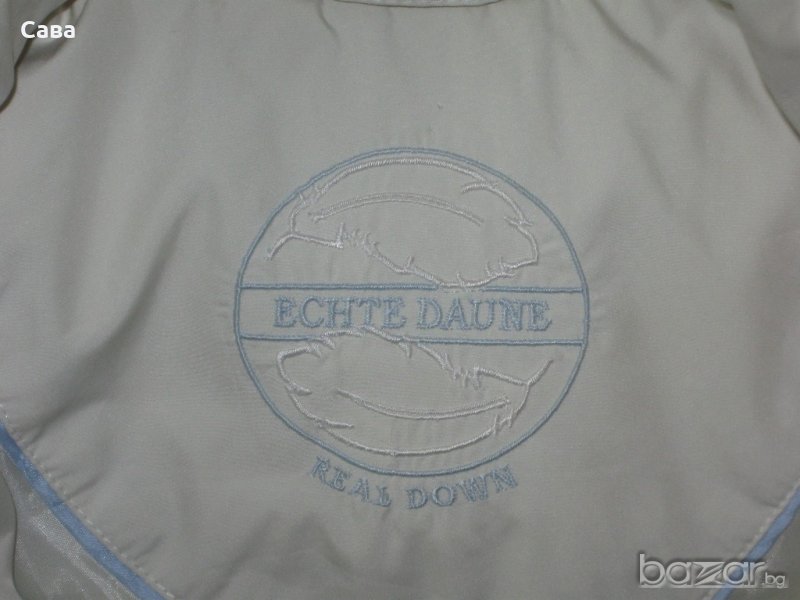 Сава
ECHTE DAUNE
REAL DOWN
bazar.bg